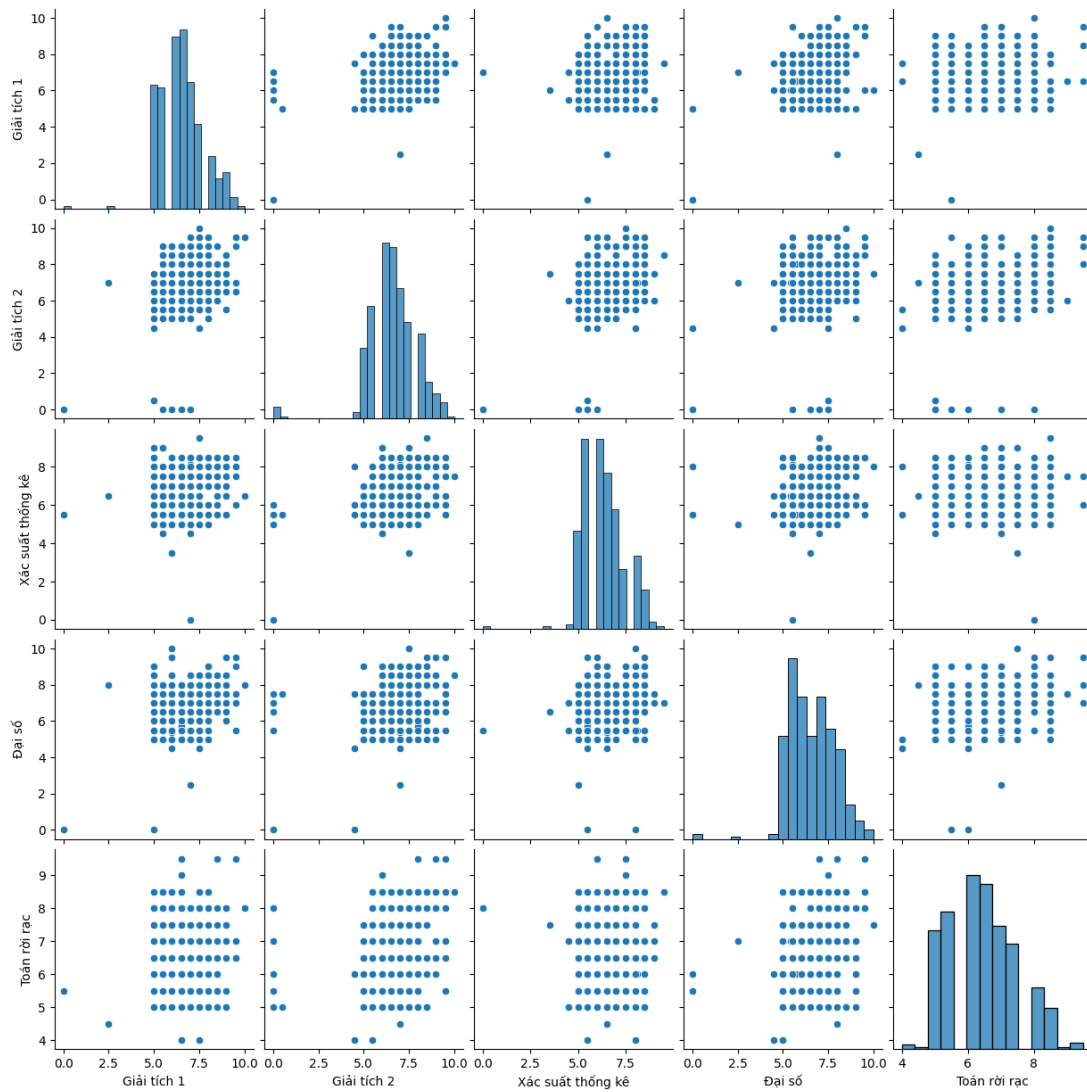 Giải tích 1
10
8
6
4
2
0
Giải tích 2
10
8
6
4
2
0
Xác suất thống kê
8
6
4
2
0
Đại số
10
8
6
4
2
0
Toán rời rạc
9
8
7
6
5
4
0.0 2.5 5.0 7.5 10.0
0.0 2.5 5.0 7.5 10.0
0.0 2.5 5.0 7.5
0.0 2.5 5.0 7.5 10.0
4 6 8
Giải tích 1
Giải tích 2
Xác suất thống kê
Đại số
Toán rời rạc